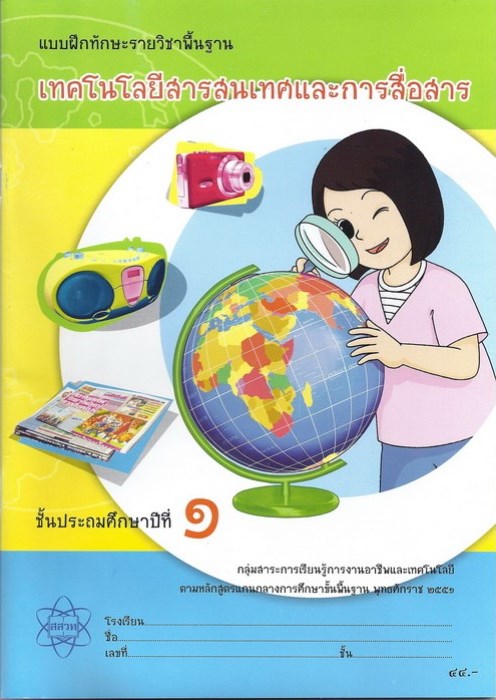 แบบฝึกทักษะรายวิชาพื้นฐาน
เทคโนโลยีสารสนเทศและการสื่อสาร
ชั้นประถมศึกษาปีที่ ๑
กลุ่มสาระการเรียนรู้การงานอาชีพและเทคโนโลยี
ตามหลักสูตรแกนกลางการศึกษาขั้นพื้นฐาน พุทธศักราช ๒๕๕๑
สสวท
โรงเรียน
ชื่อ
เลขที่ ชั้น
๔๔.-